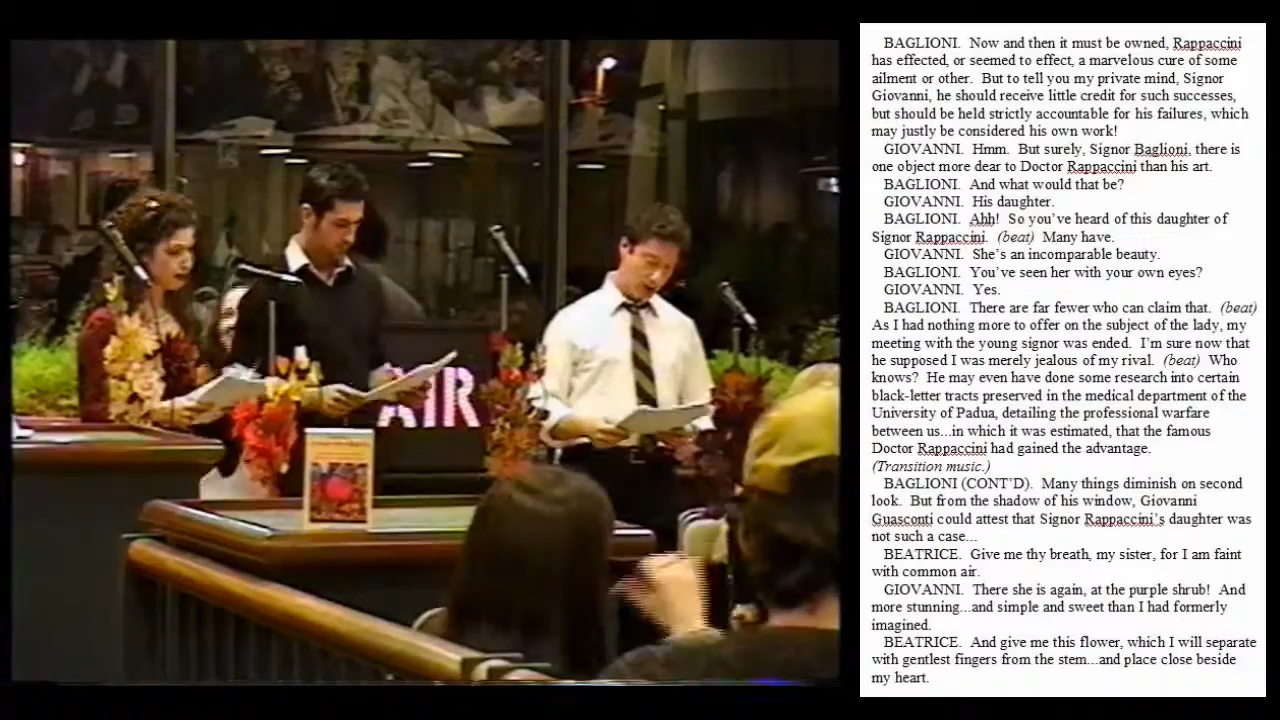 AIR
BAGLIONI. Now and then it must be owned, Rappaccini
has effected, or seemed to effect, a marvelous cure of some
ailment or other. But to tell you my private mind, Signor
Giovanni, he should receive little credit for such successes,
but should be held strictly accountable for his failures, which
may justly be considered his own work!
GIOVANNI. Hmm. But surely, Signor Baglioni, there is
one object more dear to Doctor Rappaccini than his art.
BAGLIONI. And what would that be?
GIOVANNI. His daughter.
BAGLIONI. Ahh! So you've heard of this daughter of
Signor Rappaccini. (beat) Many have.
GIOVANNI. She's an incomparable beauty.
BAGLIONI. You've seen her with your own eyes?
GIOVANNI. Yes.
BAGLIONI. There are far fewer who can claim that. (beat)
As I had nothing more to offer on the subject of the lady, my
meeting with the young signor was ended. I'm sure now that
he supposed I was merely jealous of my rival. (beat) Who
knows? He may even have done some research into certain
black-letter tracts preserved in the medical department of the
University of Padua, detailing the professional warfare
between us...in which it was estimated, that the famous
Doctor Rappaccini had gained the advantage.
(Transition music.)
BAGLIONI (CONT'D). Many things diminish on second
look. But from the shadow of his window, Giovanni
Guasconti could attest that Signor Rappaccini's daughter was
not such a case...
BEATRICE. Give me thy breath, my sister, for I am faint
with common air.
GIOVANNI. There she is again, at the purple shrub! And
more stunning...and simple and sweet than I had formerly
imagined.
BEATRICE. And give me this flower, which I will separate
with gentlest fingers from the stem...and place close beside
my heart.